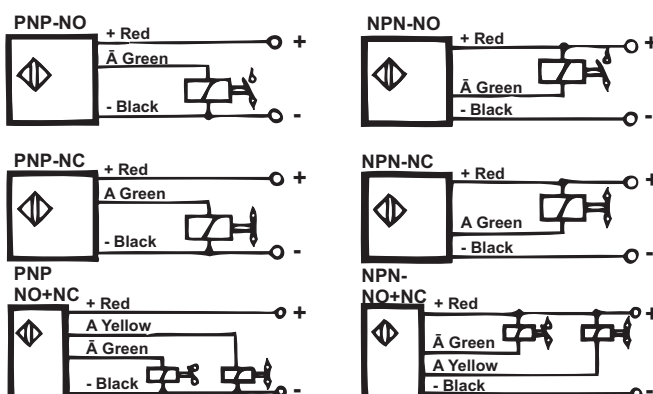 PNP-NO
+ Red
+
Ā Green
- Black
-
NPN-NO
+ Red
+
Ā Green
- Black
-
PNP-NC
+ Red
+
A Green
- Black
-
NPN-NC
+ Red
+
A Green
- Black
-
PNP
NO+NC
+ Red
+
A Yellow
Ā Green
- Black
-
NPN-
NO+NC
+ Red
+
Ā Green
A Yellow
- Black
-